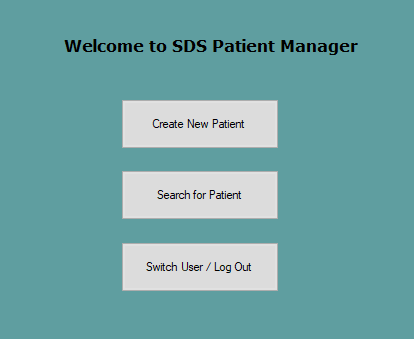 Welcome to SDS Patient Manager
Create New Patient
Search for Patient
Switch User / Log Out